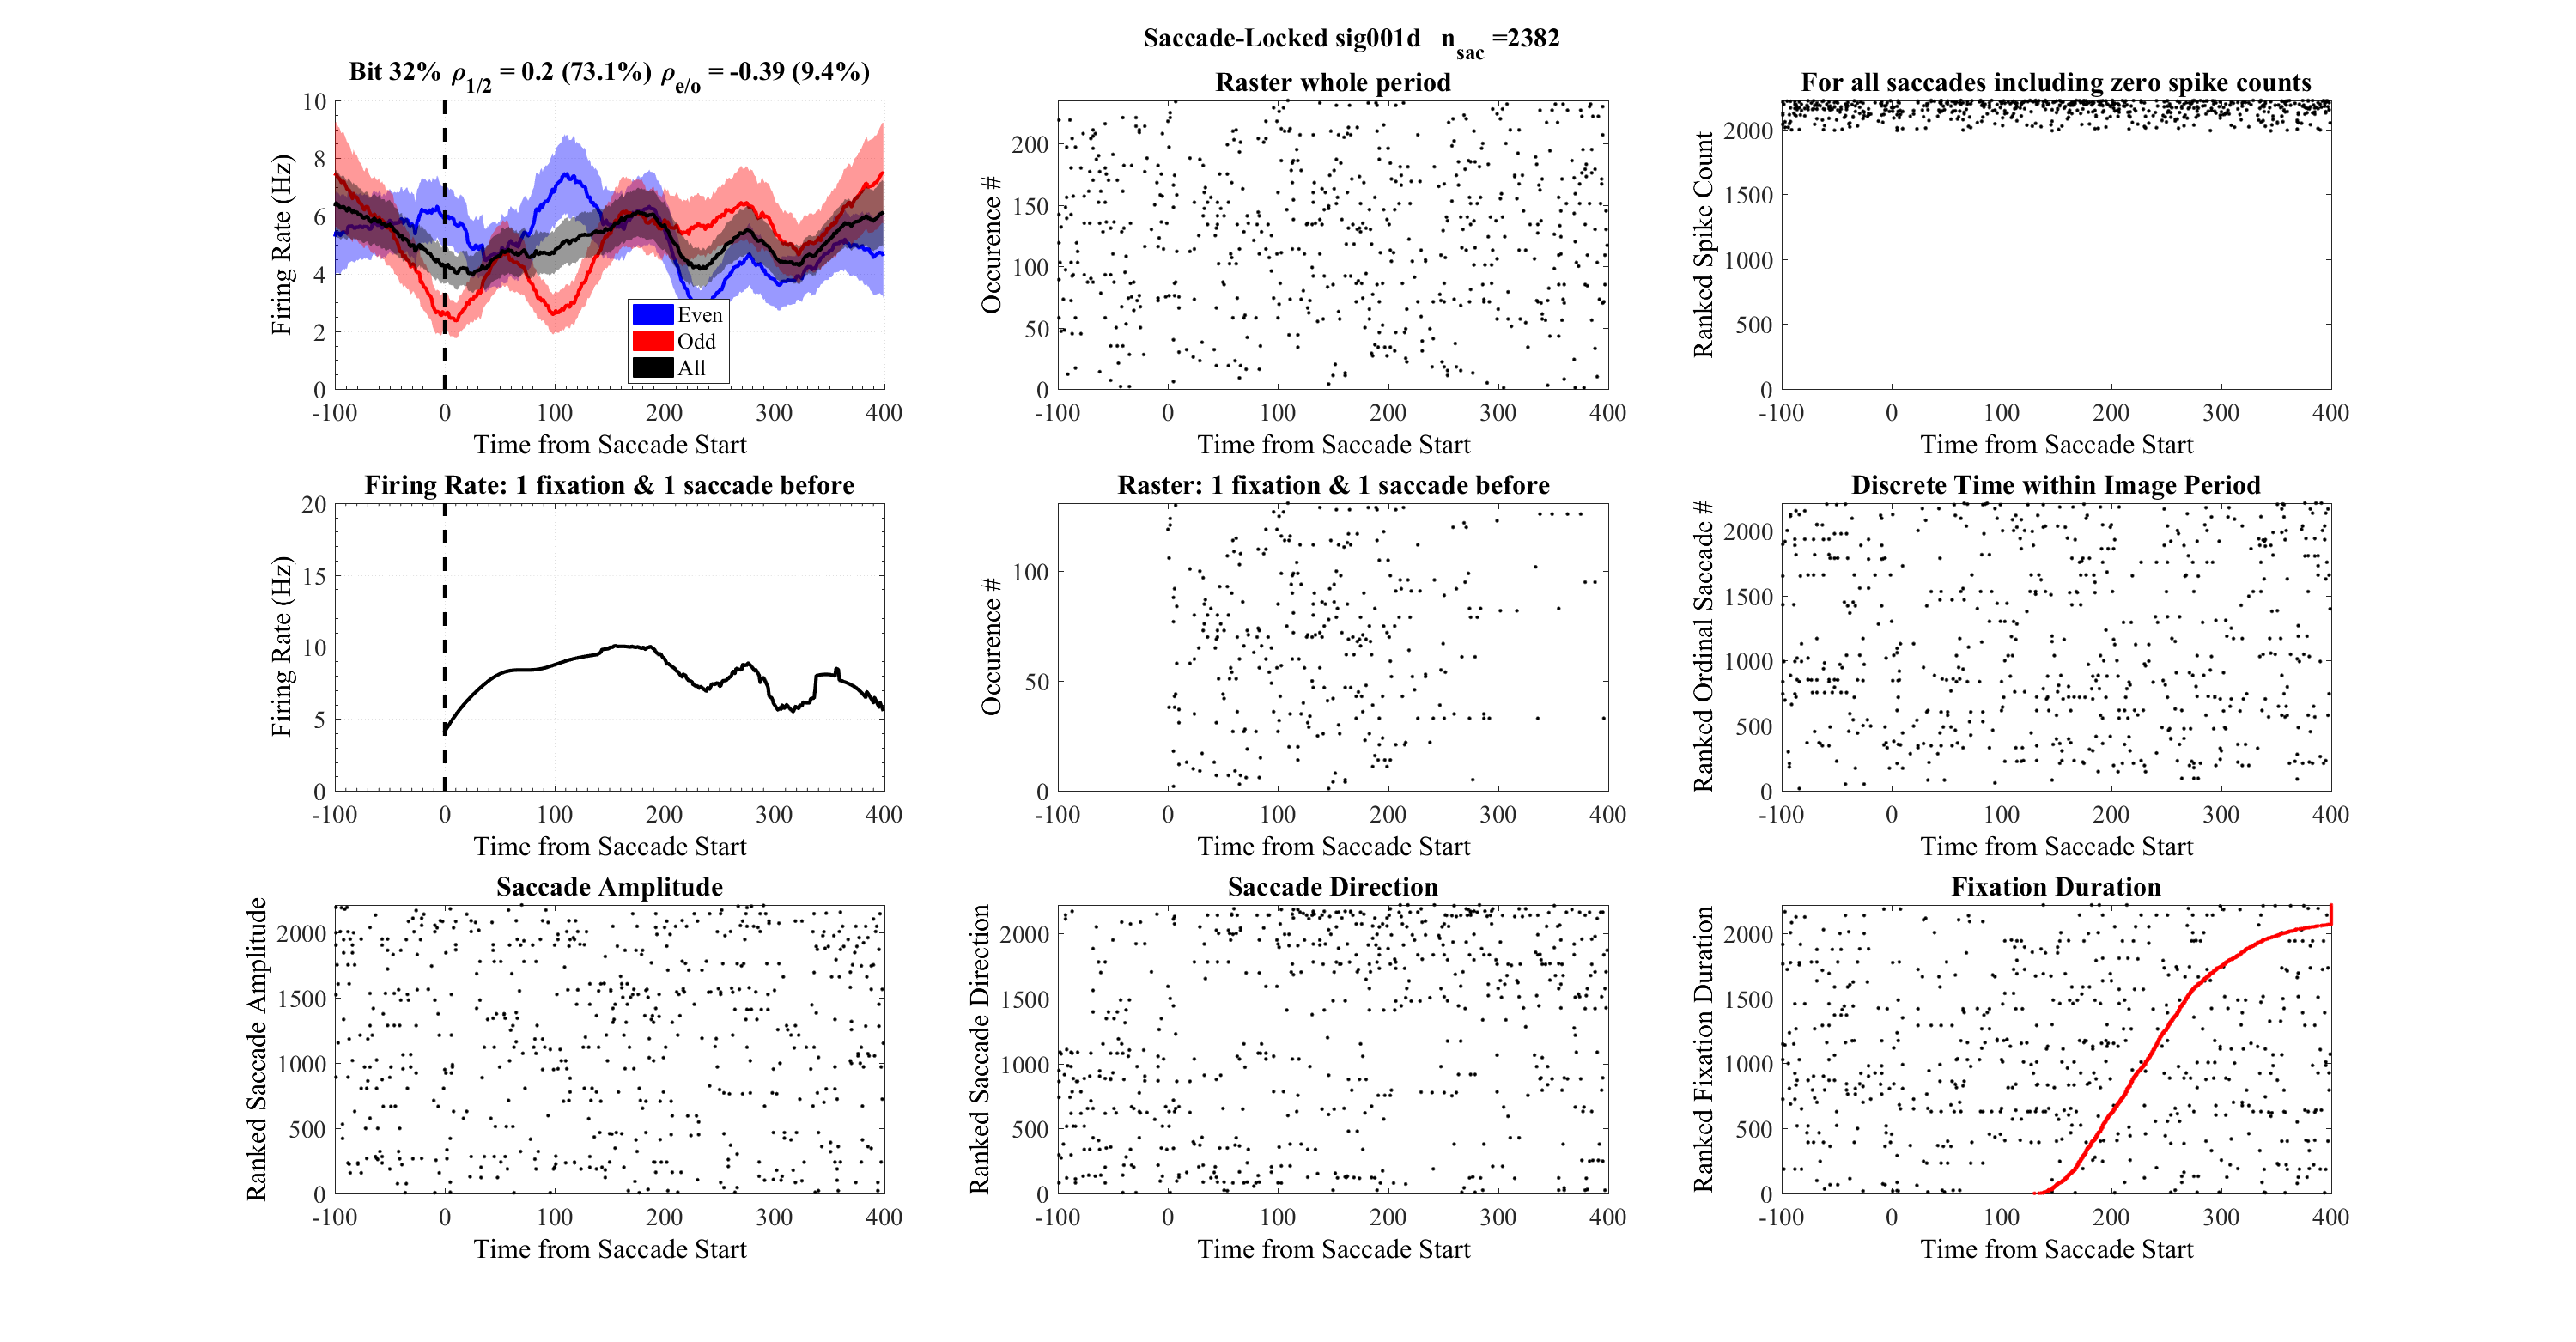 Saccade-Locked sig001d n_sac =2382
Bit 32% ρ_1/2 = 0.2 (73.1%) ρ_e/o = -0.39 (9.4%)
10
8
6
4
2
0
Firing Rate (Hz)
Even
Odd
All
-100 0 100 200 300 400
Time from Saccade Start
Raster whole period
200
150
100
50
0
Occurence #
-100 0 100 200 300 400
Time from Saccade Start
For all saccades including zero spike counts
2000
1500
1000
500
0
Ranked Spike Count
-100 0 100 200 300 400
Time from Saccade Start
Firing Rate: 1 fixation & 1 saccade before
20
15
10
5
0
Firing Rate (Hz)
-100 0 100 200 300 400
Time from Saccade Start
Raster: 1 fixation & 1 saccade before
100
50
0
Occurence #
-100 0 100 200 300 400
Time from Saccade Start
Discrete Time within Image Period
2000
1500
1000
500
0
Ranked Ordinal Saccade #
-100 0 100 200 300 400
Time from Saccade Start
Saccade Amplitude
2000
1500
1000
500
0
Ranked Saccade Amplitude
-100 0 100 200 300 400
Time from Saccade Start
Saccade Direction
2000
1500
1000
500
0
Ranked Saccade Direction
-100 0 100 200 300 400
Time from Saccade Start
Fixation Duration
2000
1500
1000
500
0
Ranked Fixation Duration
-100 0 100 200 300 400
Time from Saccade Start